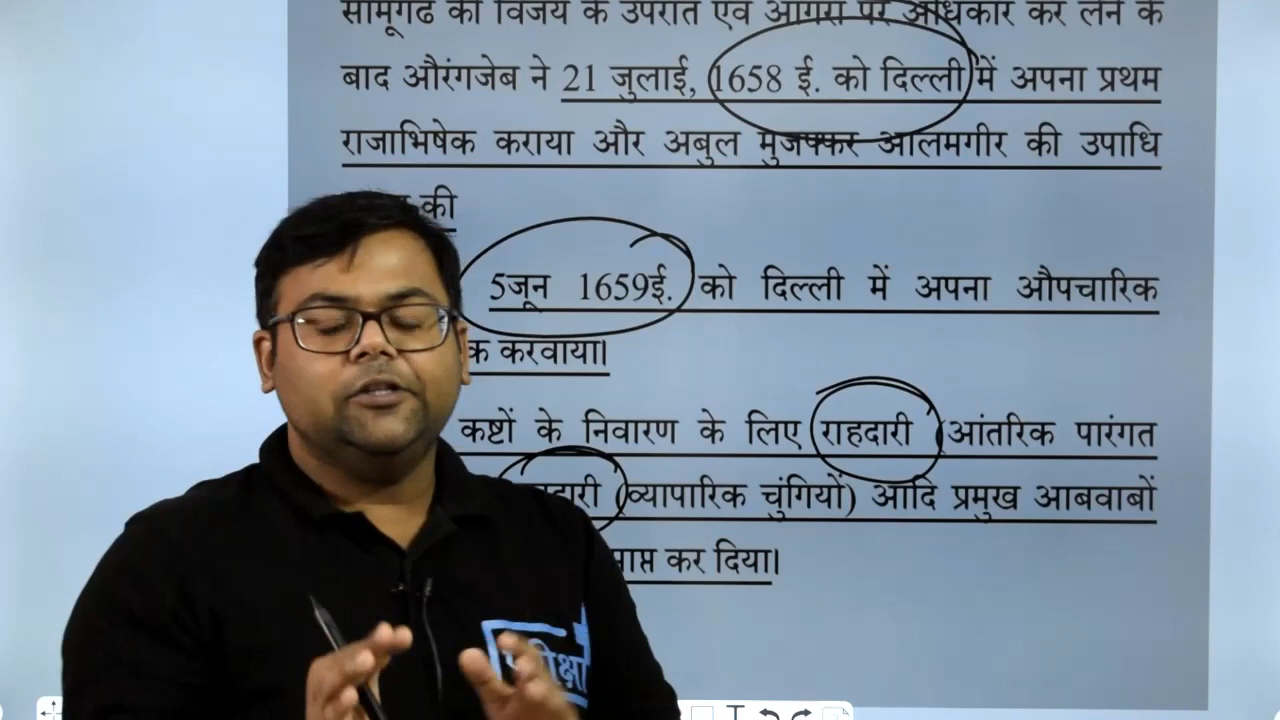 सामूगढ की विजय के उपरांत एवं आगरा पर अधिकार कर लेने के
बाद औरंगजेब ने 21 जुलाई, 1658 ई. को दिल्ली में अपना प्रथम
राजाभिषेक कराया और अबुल मुजफ्फर आलमगीर की उपाधि
की
5जून 1659ई. को दिल्ली में अपना औपचारिक
क करवाया।
कष्टों के निवारण के लिए राहदारी (आंतरिक पारंगत
(व्यापारिक चुंगियों) आदि प्रमुख आबवाबों
कर दिया।